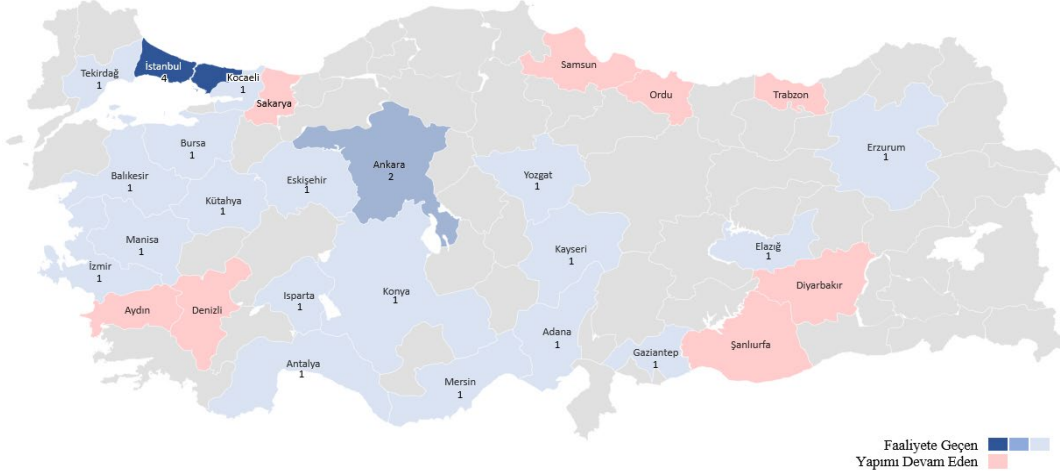 İstanbul
4
Tekirdağ
1
Kocaeli
1
Sakarya
Samsun
Ordu
Trabzon
Erzurum
1
Bursa
1
Balıkesir
1
Kütahya
1
Eskişehir
1
Ankara
2
Yozgat
1
Manisa
1
İzmir
1
Kayseri
1
Elazığ
1
Diyarbakır
Aydın
Denizli
Isparta
1
Konya
1
Adana
1
Gaziantep
1
Şanlıurfa
Antalya
1
Mersin
1
Faaliyete Geçen
Yapımı Devam Eden